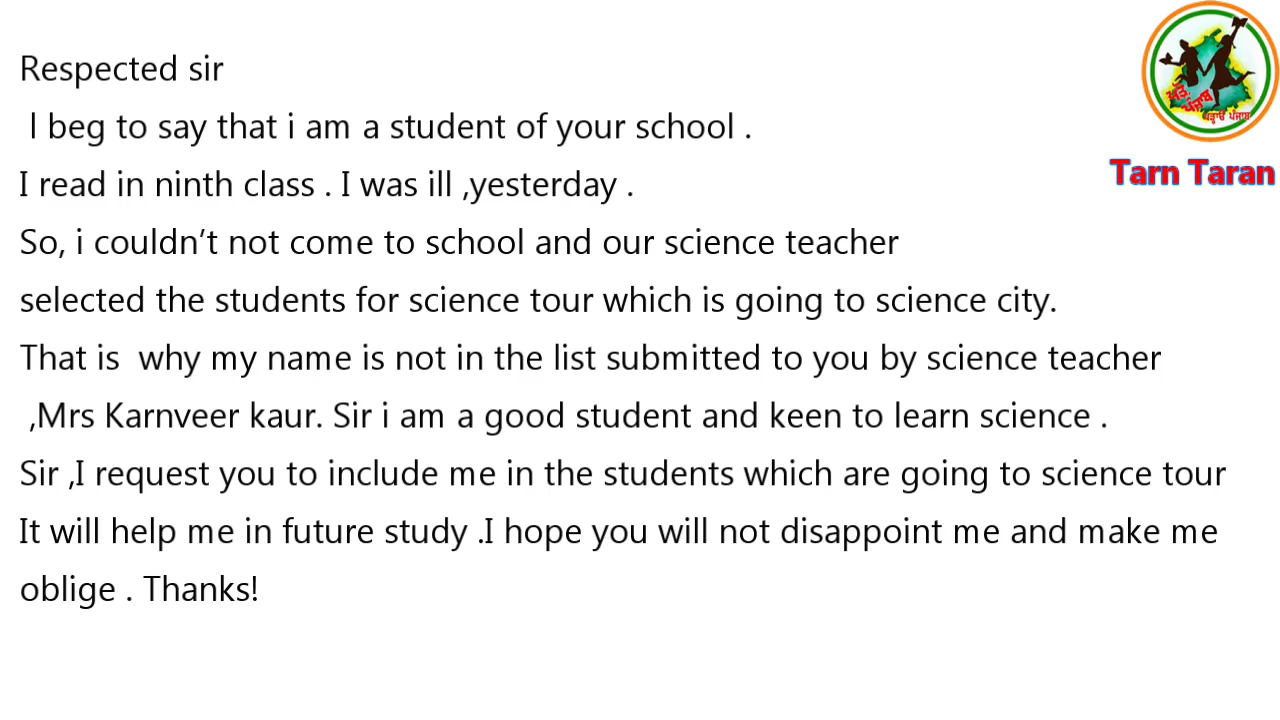 Respected sir
I beg to say that i am a student of your school .
I read in ninth class . I was ill ,yesterday .
So, i couldn’t not come to school and our science teacher
selected the students for science tour which is going to science city.
That is  why my name is not in the list submitted to you by science teacher
,Mrs Karnveer kaur. Sir i am a good student and keen to learn science .
Sir ,I request you to include me in the students which are going to science tour
It will help me in future study .I hope you will not disappoint me and make me
oblige . Thanks!
ਪੜ੍ਹੋ ਪੰਜਾਬ
ਪੜ੍ਹਾਓ ਪੰਜਾਬ
Tarn Taran